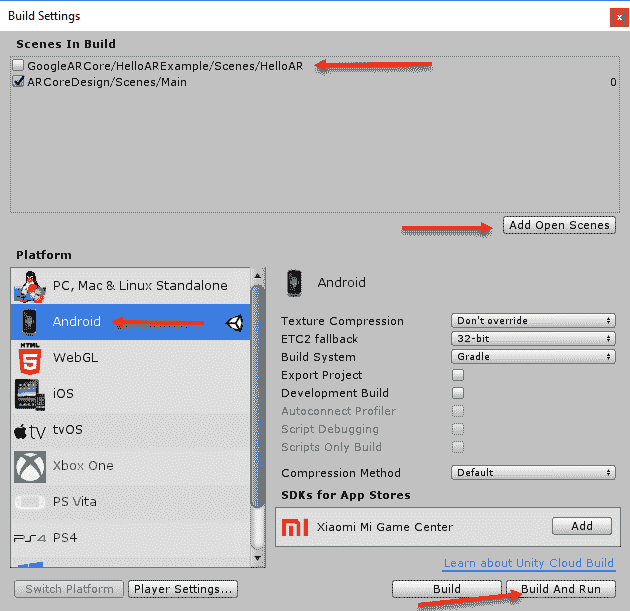 Build Settings
x
Scenes In Build
GoogleARCore/HelloARExample/Scenes/HelloAR
ARCoreDesign/Scenes/Main 0
Add Open Scenes
Platform
PC, Mac & Linux Standalone
Android
HTML
5
WebGL
iOS
tv tvOS
Xbox One
PS Vita
PS4 PS4
Switch Platform
Player Settings...
Android
Texture Compression Don't override
ETC2 fallback 32-bit
Build System Gradle
Export Project
Development Build
Autoconnect Profiler
Script Debugging
Scripts Only Build
Compression Method Default
SDKs for App Stores
mi Xiaomi Mi Game Center Add
Learn about Unity Cloud Build
Build
Build And Run